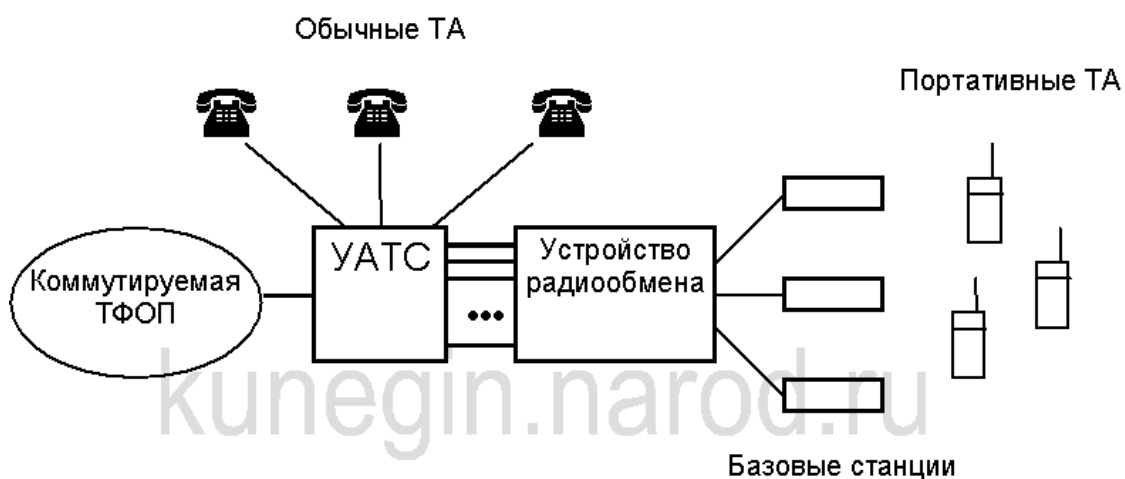 Обычные ТА
Портативные ТА
Коммутируемая
ТФОП
УАТС
Устройство
радиообмена
kunegin.narod.ru
Базовые станции